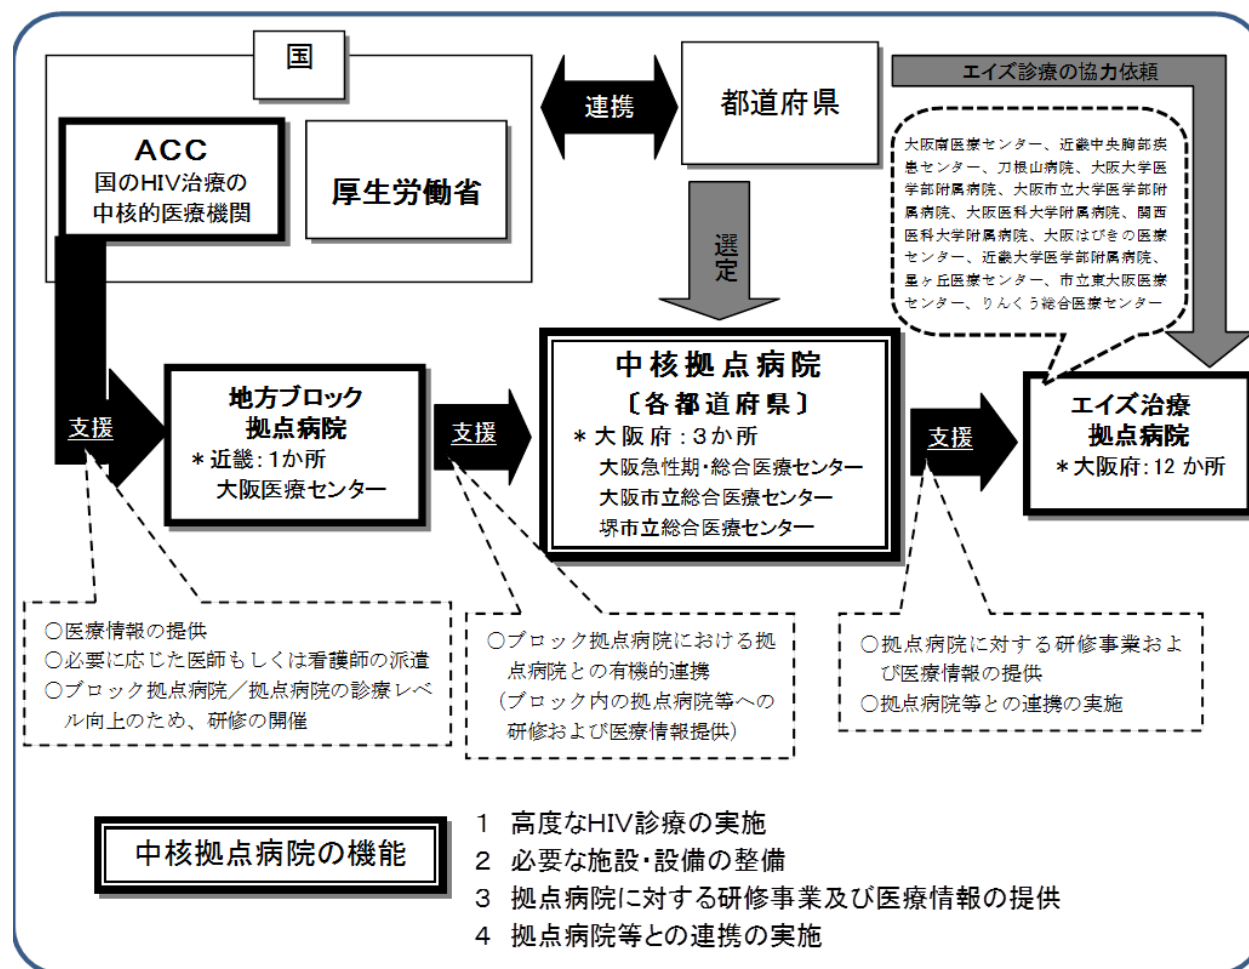 国
ACC
国のHIV治療の
中核的医療機関
厚生労働省
連携
都道府県
エイズ診療の協力依頼
大阪南医療センター、近畿中央胸部疾
患センター、刀根山病院、大阪大学医
学部附属病院、大阪市立大学医学部附
属病院、大阪医科大学附属病院、関西
医科大学附属病院、大阪はびきの医療
センター、近畿大学医学部附属病院、
星ヶ丘医療センター、市立東大阪医療
センター、りんくう総合医療センター
選定
支援
地方ブロック
拠点病院
＊近畿：1か所
大阪医療センター
支援
中核拠点病院
〔各都道府県〕
＊大阪府：3か所
大阪急性期・総合医療センター
大阪市立総合医療センター
堺市立総合医療センター
支援
エイズ治療
拠点病院
＊大阪府：12か所
○医療情報の提供
○必要に応じた医師もしくは看護師の派遣
○ブロック拠点病院／拠点病院の診療レベ
ル向上のため、研修の開催
○ブロック拠点病院における拠
点病院との有機的連携
（ブロック内の拠点病院等への
研修および医療情報提供）
○拠点病院に対する研修事業およ
び医療情報の提供
○拠点病院等との連携の実施
中核拠点病院の機能
1 高度なHIV診療の実施
2 必要な施設・設備の整備
3 拠点病院に対する研修事業及び医療情報の提供
4 拠点病院等との連携の実施